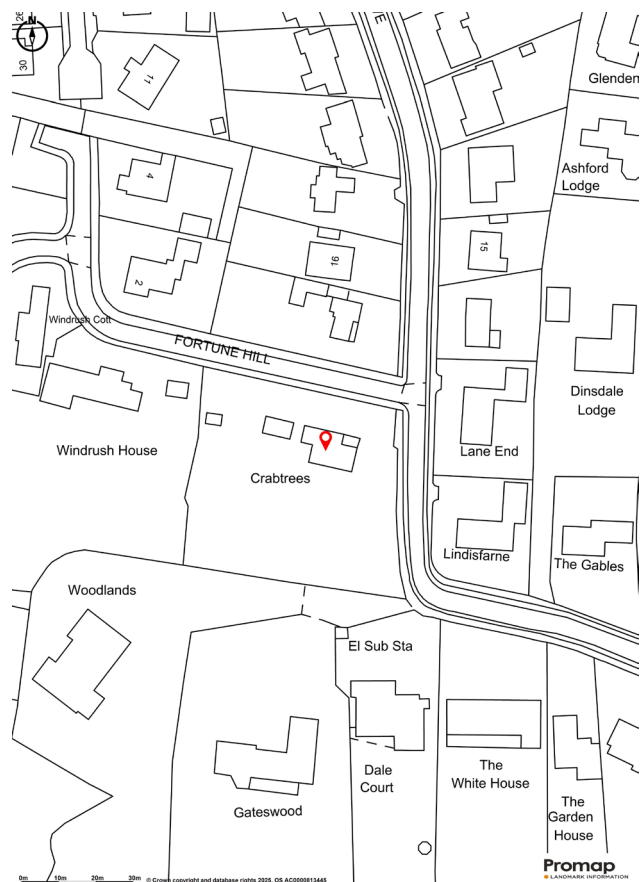 26
N
30
11
E
Glenden
Ashford
Lodge
4
2
16
15
Windrush Cott
FORTUNE HILL
Dinsdale
Lodge
Windrush House
Crabtrees
Lane End
Lindisfarne
The Gables
Woodlands
El Sub Sta
Gateswood
Dale
Court
The
White House
The
Garden
House
0m 10m 20m 30m
© Crown copyright and database rights 2025. OS AC0000813445
Promap
LANDMARK INFORMATION